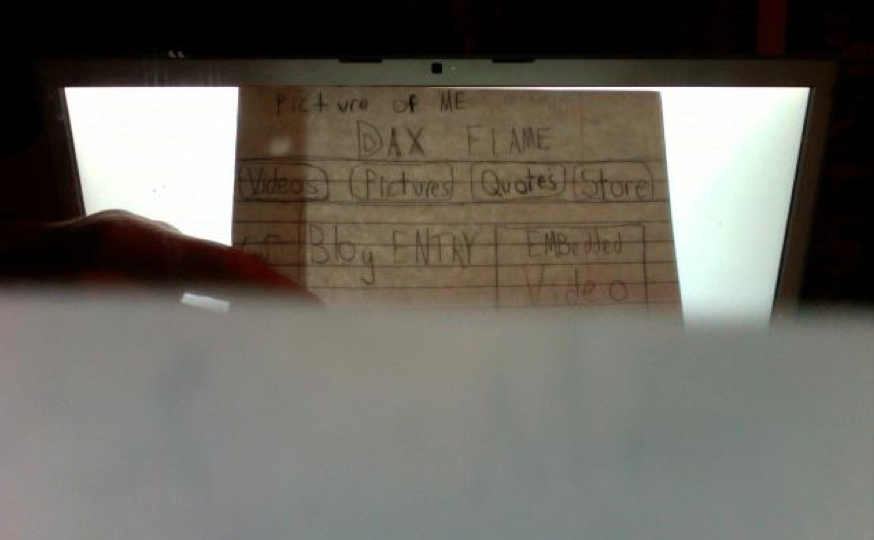 Picture of ME
DAX FLAME
Videos Pictures Quotes Store
Blog ENTRY EMBedded
Video